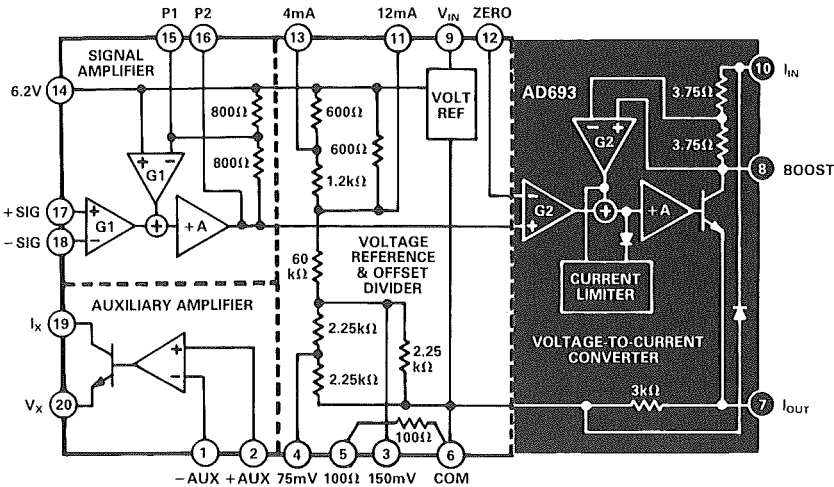 P1 P2 4mA 12mA VIN ZERO
15 16 13 11 9 12
SIGNAL
AMPLIFIER
6.2V 14
800Ω
800Ω
600Ω
600Ω
1.2kΩ
VOLT
REF
AD693
3.75Ω
3.75Ω
10 IIN
8 BOOST
+ -
G1
- +
G2
+SIG 17
-SIG 18
+
-
G1
+
+A
-
+
G2
+
+A
60
kΩ
VOLTAGE
REFERENCE
& OFFSET
DIVIDER
CURRENT
LIMITER
AUXILIARY AMPLIFIER
IX 19
VX 20
+
-
2.25kΩ
2.25kΩ
2.25
kΩ
VOLTAGE-TO-CURRENT
CONVERTER
3kΩ
7 IOUT
100Ω
1 2 4 5 3 6
-AUX +AUX 75mV 100Ω 150mV COM